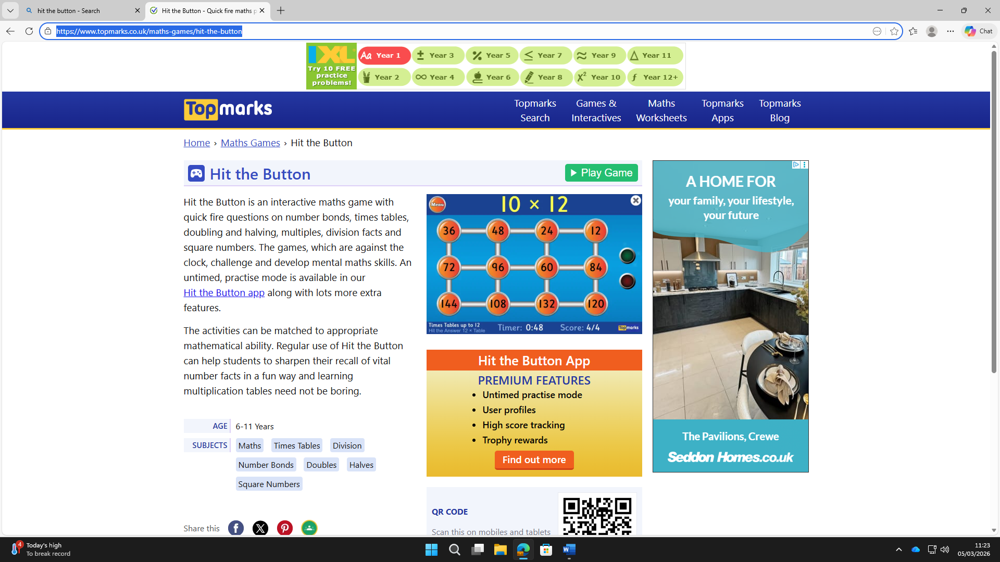 hit the button - Search
Hit the Button - Quick fire maths p
https://www.topmarks.co.uk/maths-games/hit-the-button
Chat
IXL
Try 10 FREE
practice
problems!
Aa Year 1
± Year 3
% Year 5
≤ Year 7
≈ Year 9
△ Year 11
Year 2
∞ Year 4
Year 6
Year 8
X² Year 10
ƒ Year 12+
Topmarks
Topmarks
Search
Games &
Interactives
Maths
Worksheets
Topmarks
Apps
Topmarks
Blog
Home › Maths Games › Hit the Button
Hit the Button
Play Game
Hit the Button is an interactive maths game with
quick fire questions on number bonds, times tables,
doubling and halving, multiples, division facts and
square numbers. The games, which are against the
clock, challenge and develop mental maths skills. An
untimed, practise mode is available in our
Hit the Button app along with lots more extra
features.
The activities can be matched to appropriate
mathematical ability. Regular use of Hit the Button
can help students to sharpen their recall of vital
number facts in a fun way and learning
multiplication tables need not be boring.
AGE 6-11 Years
SUBJECTS Maths Times Tables Division
Number Bonds Doubles Halves
Square Numbers
Share this
Menu
10 × 12
36 48 24 12
72 96 60 84
144 108 132 120
Times Tables up to 12
Hit the Answer 12 × Table
Timer: 0:48
Score: 4/4
Topmarks
Hit the Button App
PREMIUM FEATURES
• Untimed practise mode
• User profiles
• High score tracking
• Trophy rewards
Find out more
QR CODE
Scan this on mobiles and tablets
A HOME FOR
your family, your lifestyle,
your future
The Pavilions, Crewe
Seddon Homes.co.uk
4
Today's high
To break record
11:23
05/03/2026